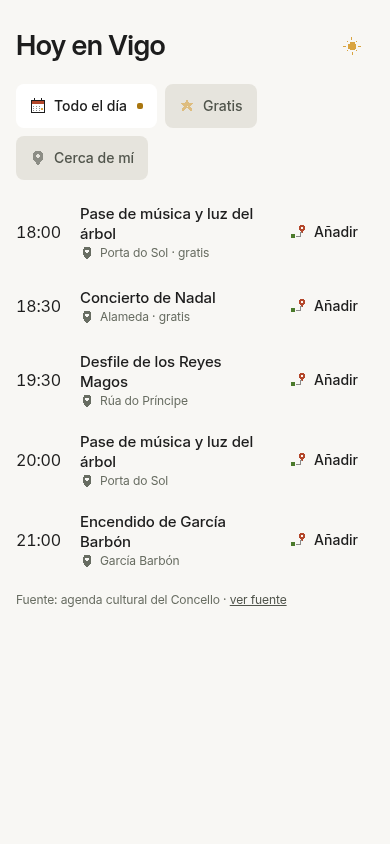 Hoy en Vigo
Todo el día
Gratis
Cerca de mí
18:00
Pase de música y luz del
árbol
Porta do Sol · gratis
Añadir
18:30
Concierto de Nadal
Alameda · gratis
Añadir
19:30
Desfile de los Reyes
Magos
Rúa do Príncipe
Añadir
20:00
Pase de música y luz del
árbol
Porta do Sol
Añadir
21:00
Encendido de García
Barbón
García Barbón
Añadir
Fuente: agenda cultural del Concello · ver fuente